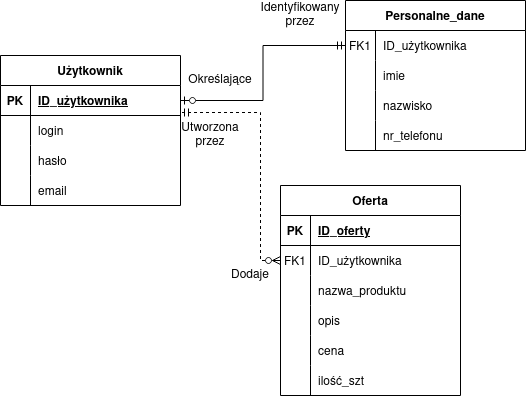 Identyfikowany
przez
Personalne_dane
FK1 ID_użytkownika
imie
nazwisko
nr_telefonu
Użytkownik
PK ID_użytkownika
login
hasło
email
Określające
Utworzona
przez
Dodaje
Oferta
PK ID_oferty
FK1 ID_użytkownika
nazwa_produktu
opis
cena
ilość_szt